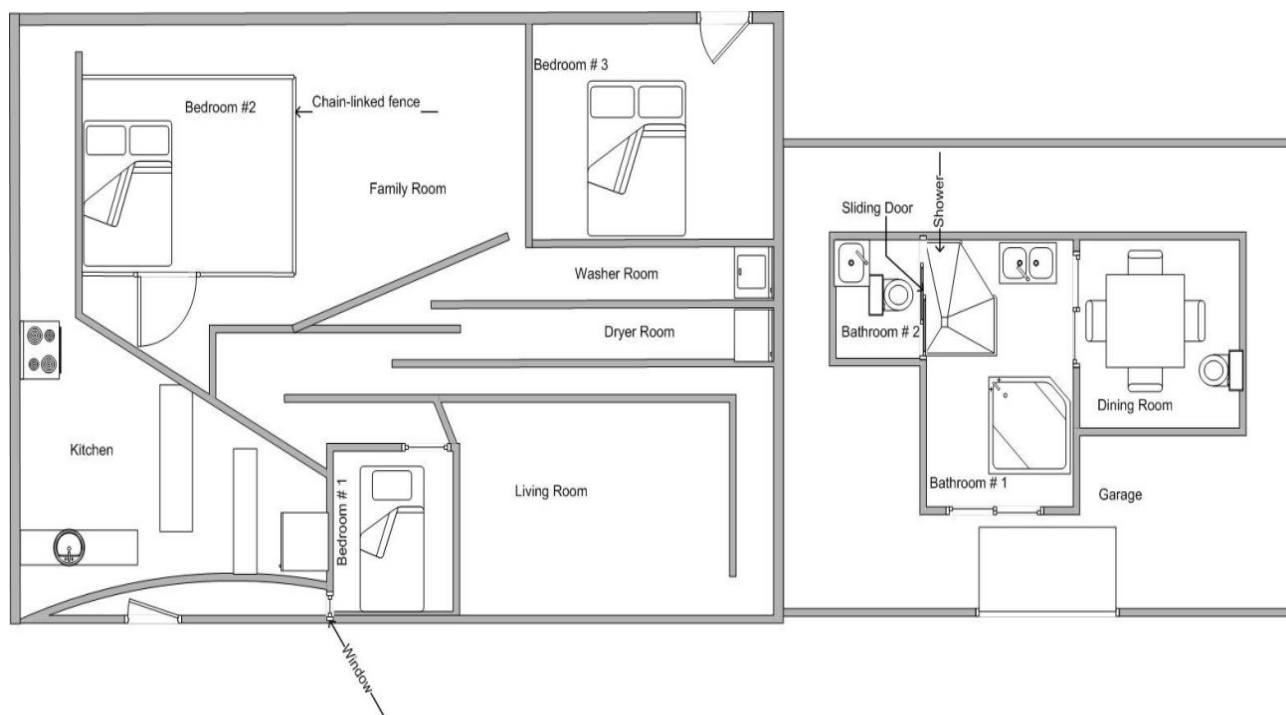 Bedroom # 3
Bedroom #2
Chain-linked fence
Family Room
Shower
Sliding Door
Washer Room
Dryer Room
Bathroom # 2
Dining Room
Kitchen
Bedroom # 1
Living Room
Bathroom # 1
Garage
Window